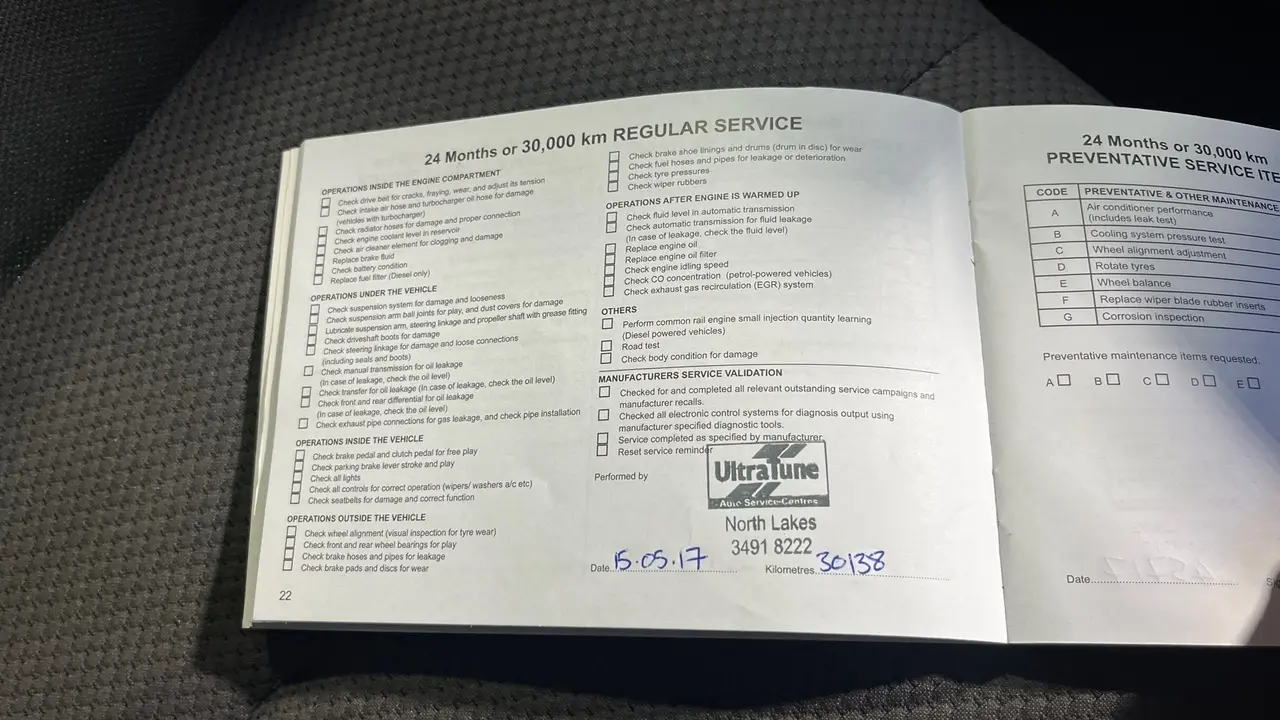 24 Months or 30,000 km REGULAR SERVICE
OPERATIONS INSIDE THE ENGINE COMPARTMENT
Check drive belt for cracks, fraying, wear, and adjust its tension
Check intake air hose and turbocharger oil hose for damage
(vehicles with turbocharger)
Check radiator hoses for damage and proper connection
Check engine coolant level in reservoir
Check air cleaner element for clogging and damage
Replace brake fluid
Check battery condition
Replace fuel filter (Diesel only)
OPERATIONS UNDER THE VEHICLE
Check suspension system for damage and looseness
Check suspension arm ball joints for play, and dust covers for damage
Lubricate suspension arm, steering linkage and propeller shaft with grease fitting
Check driveshaft boots for damage
Check steering linkage for damage and loose connections
(including seals and boots)
Check manual transmission for oil leakage
(In case of leakage, check the oil level)
Check transfer for oil leakage (In case of leakage, check the oil level)
Check front and rear differential for oil leakage
(In case of leakage, check the oil level)
Check exhaust pipe connections for gas leakage, and check pipe installation
OPERATIONS INSIDE THE VEHICLE
Check brake pedal and clutch pedal for free play
Check parking brake lever stroke and play
Check all lights
Check all controls for correct operation (wipers/ washers a/c etc)
Check seatbelts for damage and correct function
OPERATIONS OUTSIDE THE VEHICLE
Check wheel alignment (visual inspection for tyre wear)
Check front and rear wheel bearings for play
Check brake hoses and pipes for leakage
Check brake pads and discs for wear
22
Check brake shoe linings and drums (drum in disc) for wear
Check fuel hoses and pipes for leakage or deterioration
Check tyre pressures
Check wiper rubbers
OPERATIONS AFTER ENGINE IS WARMED UP
Check fluid level in automatic transmission
Check automatic transmission for fluid leakage
(In case of leakage, check the fluid level)
Replace engine oil
Replace engine oil filter
Check engine idling speed
Check CO concentration (petrol-powered vehicles)
Check exhaust gas recirculation (EGR) system
OTHERS
Perform common rail engine small injection quantity learning
(Diesel powered vehicles)
Road test
Check body condition for damage
MANUFACTURERS SERVICE VALIDATION
Checked for and completed all relevant outstanding service campaigns and
manufacturer recalls.
Checked all electronic control systems for diagnosis output using
manufacturer specified diagnostic tools.
Service completed as specified by manufacturer.
Reset service reminder
Performed by
UltraTune
Auto Service Centres
North Lakes
3491 8222
Date 15.05.17 Kilometres 30138
24 Months or 30,000 km
PREVENTATIVE SERVICE ITE
CODE PREVENTATIVE & OTHER MAINTENANCE
A Air conditioner performance
(includes leak test)
B Cooling system pressure test
C Wheel alignment adjustment
D Rotate tyres
E Wheel balance
F Replace wiper blade rubber inserts
G Corrosion inspection
Preventative maintenance items requested.
A B C D E
Date